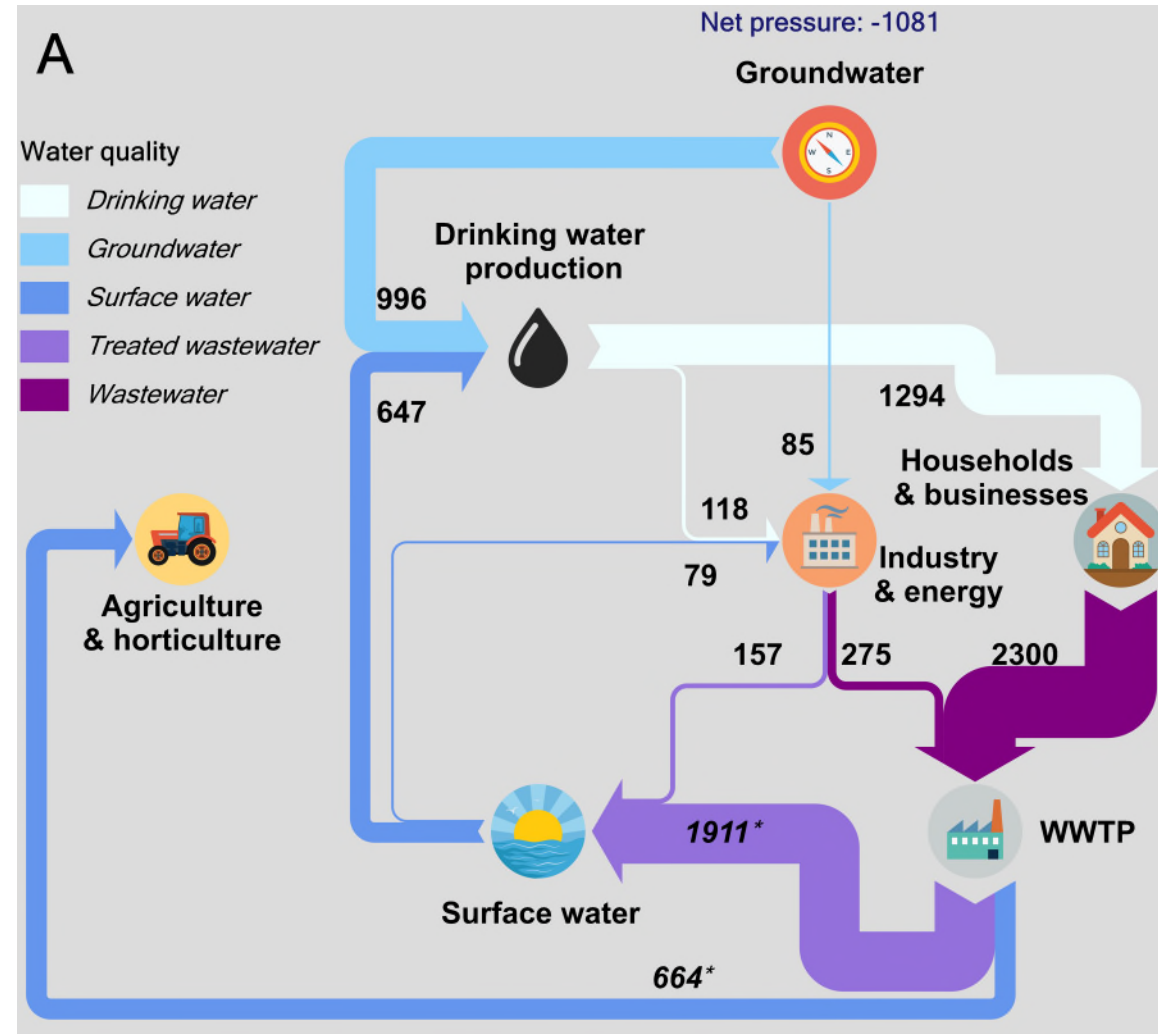 Net pressure: -1081
A
Groundwater
Water quality
Drinking water
Groundwater
Surface water
Treated wastewater
Wastewater
N
W E
S
Drinking water
production
996
647
1294
85
Households
& businesses
118
79
Industry
& energy
Agriculture
& horticulture
157
275
2300
1911*
WWTP
Surface water
664*